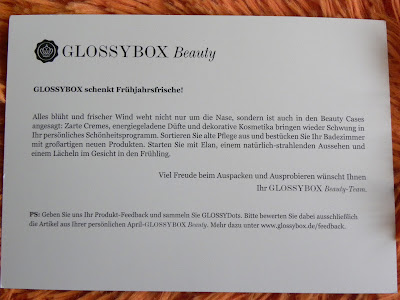 GLOSSYBOX Beauty
GLOSSYBOX schenkt Frühjahrsfrische!
Alles blüht und frischer Wind weht nicht nur um die Nase, sondern ist auch in den Beauty Cases
angesagt: Zarte Cremes, energiegeladene Düfte und dekorative Kosmetika bringen wieder Schwung in
Ihr persönliches Schönheitsprogramm. Sortieren Sie alte Pflege aus und bestücken Sie Ihr Badezimmer
mit großartigen neuen Produkten. Starten Sie mit Elan, einem natürlich-strahlenden Aussehen und
einem Lächeln im Gesicht in den Frühling.
Viel Freude beim Auspacken und Ausprobieren wünscht Ihnen
Ihr GLOSSYBOX Beauty-Team.
PS: Geben Sie uns Ihr Produkt-Feedback und sammeln Sie GLOSSYDots. Bitte bewerten Sie dabei ausschließlich
die Artikel aus Ihrer persönlichen April-GLOSSYBOX Beauty. Mehr dazu unter www.glossybox.de/feedback.